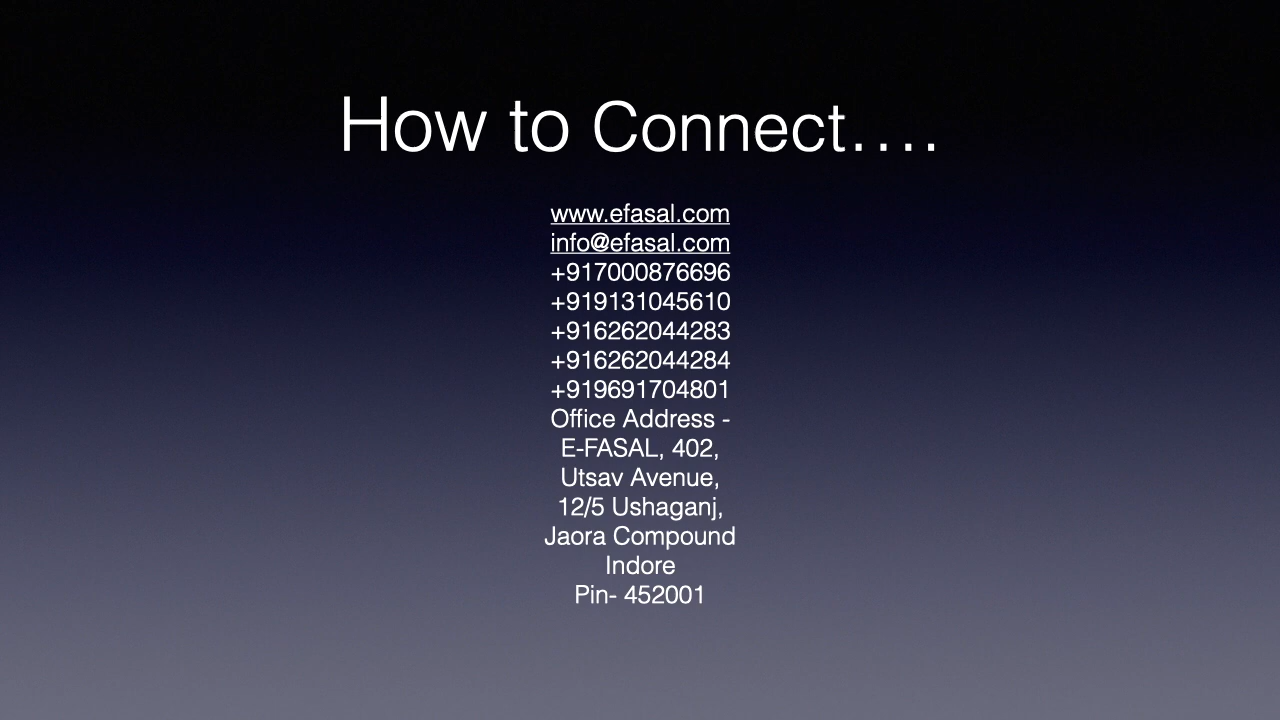 How to Connect....
www.efasal.com
info@efasal.com
+917000876696
+919131045610
+916262044283
+916262044284
+919691704801
Office Address -
E-FASAL, 402,
Utsav Avenue,
12/5 Ushaganj,
Jaora Compound
Indore
Pin- 452001